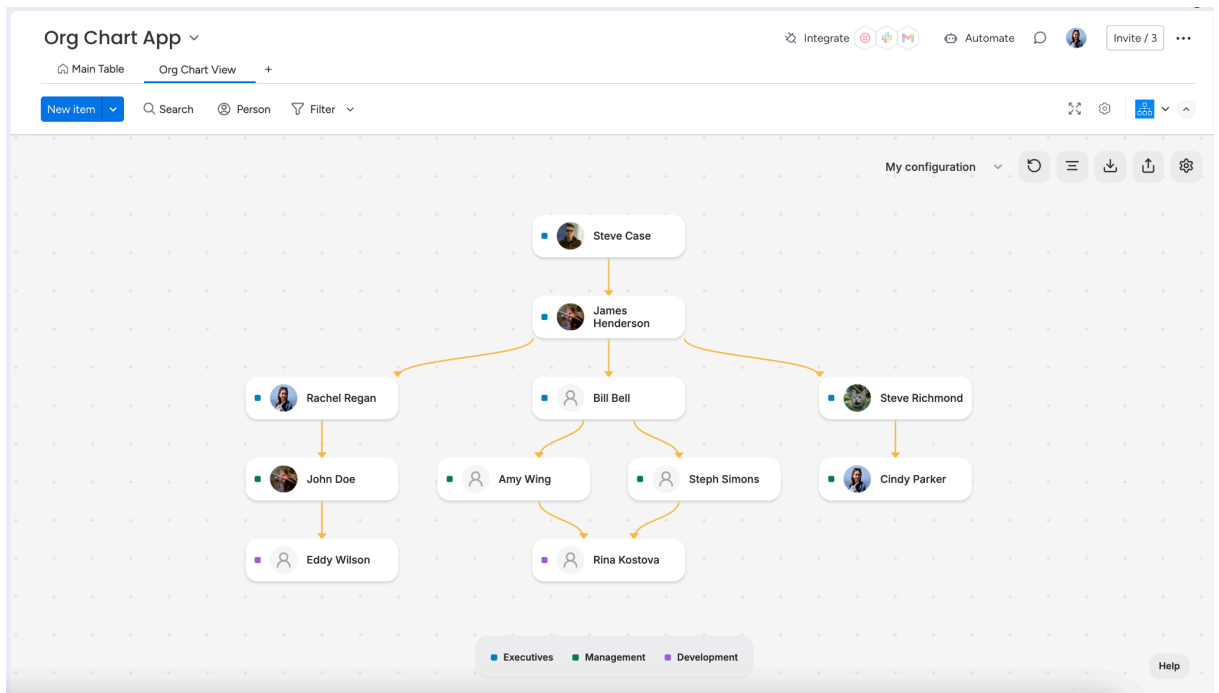 Org Chart App
Integrate
Automate
Invite / 3
Main Table
Org Chart View
+
New item
Search
Person
Filter
My configuration
Steve Case
James
Henderson
Rachel Regan
Bill Bell
Steve Richmond
John Doe
Amy Wing
Steph Simons
Cindy Parker
Eddy Wilson
Rina Kostova
Executives
Management
Development
Help